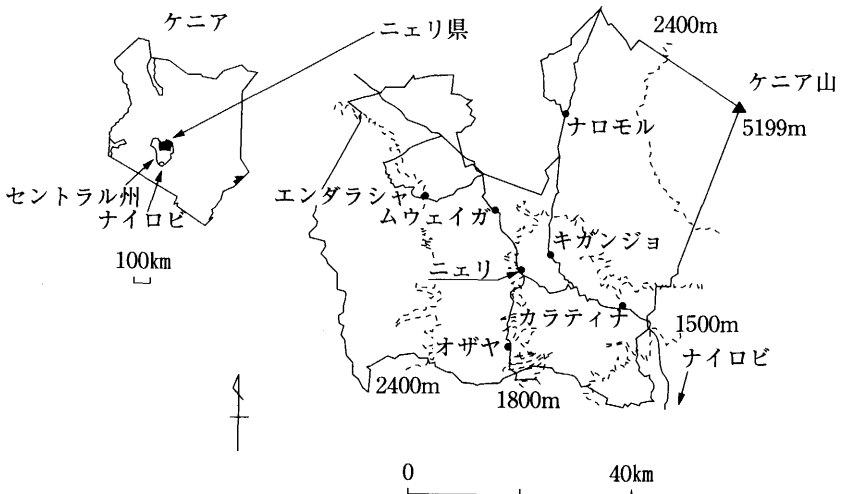 ケニア
ニェリ県
2400m
ケニア山
5199m
ナロモル
セントラル州
ナイロビ
エンダラシャ
ムウェイガ
キガンジョ
100km
ニェリ
カラティナ
1500m
オザヤ
ナイロビ
2400m
1800m
0
40km